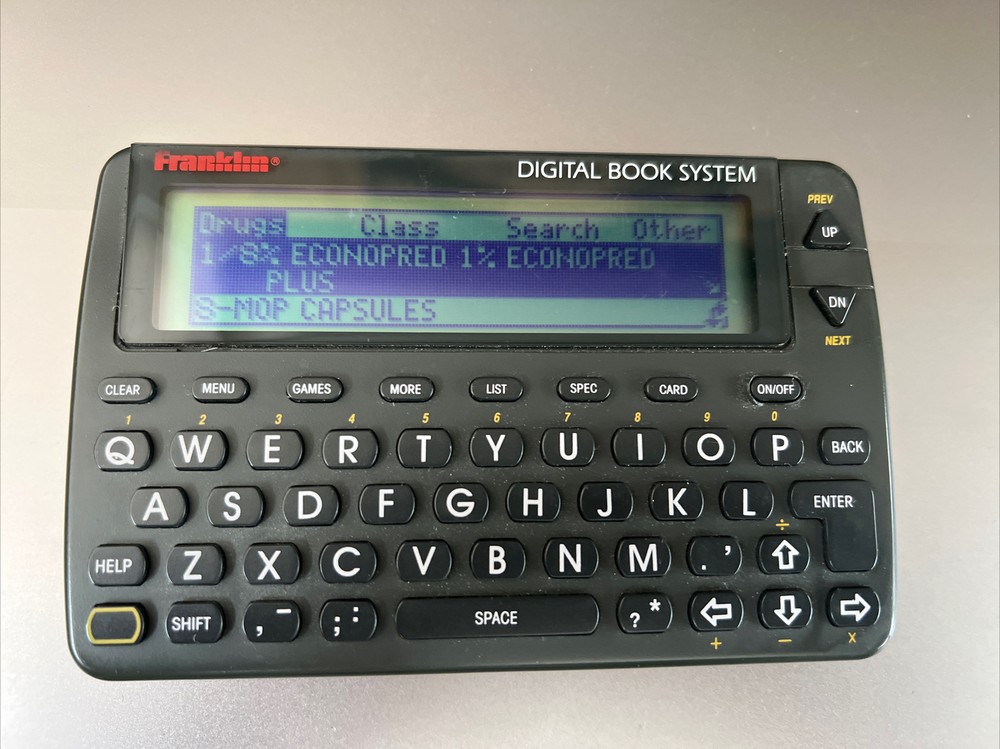 Franklin®
DIGITAL BOOK SYSTEM
PREV
UP
Drugs Class Search Other
1/8% ECONOPRED 1% ECONOPRED
PLUS
8-MOP CAPSULES
DN
NEXT
CLEAR MENU GAMES MORE LIST SPEC CARD ON/OFF
1 2 3 4 5 6 7 8 9 0
Q W E R T Y U I O P BACK
A S D F G H J K L ENTER
÷
HELP Z X C V B N M . ’ ⇧
SHIFT , - ; : SPACE ? * ⇦ ⇩ ⇨
+ − x